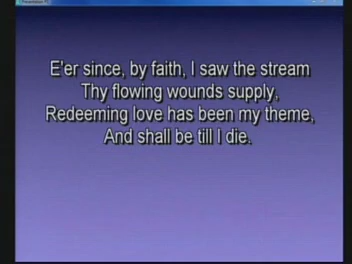 E'er since, by faith, I saw the stream
Thy flowing wounds supply,
Redeeming love has been my theme,
And shall be till I die.